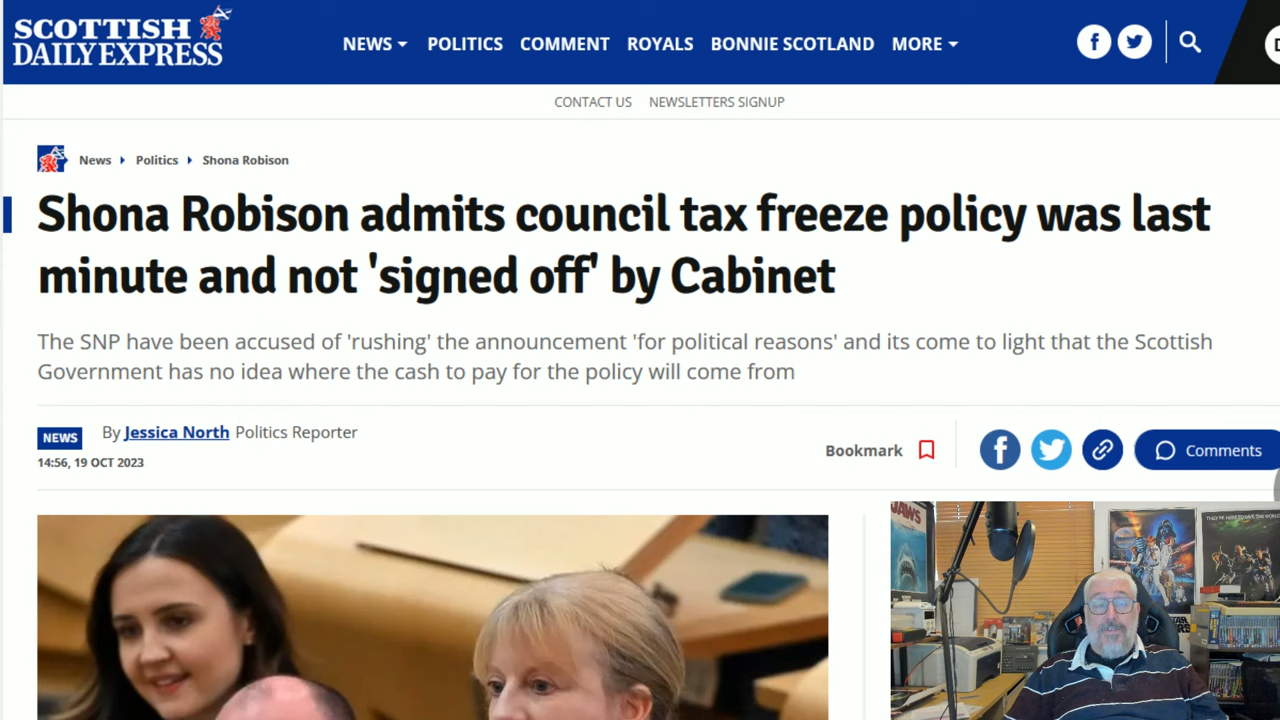 SCOTTISH
DAILY EXPRESS
NEWS POLITICS COMMENT ROYALS BONNIE SCOTLAND MORE
CONTACT US NEWSLETTERS SIGNUP
News Politics Shona Robison
Shona Robison admits council tax freeze policy was last
minute and not 'signed off' by Cabinet
The SNP have been accused of 'rushing' the announcement 'for political reasons' and its come to light that the Scottish
Government has no idea where the cash to pay for the policy will come from
NEWS By Jessica North Politics Reporter
14:56, 19 OCT 2023
Bookmark
Comments
JAWS